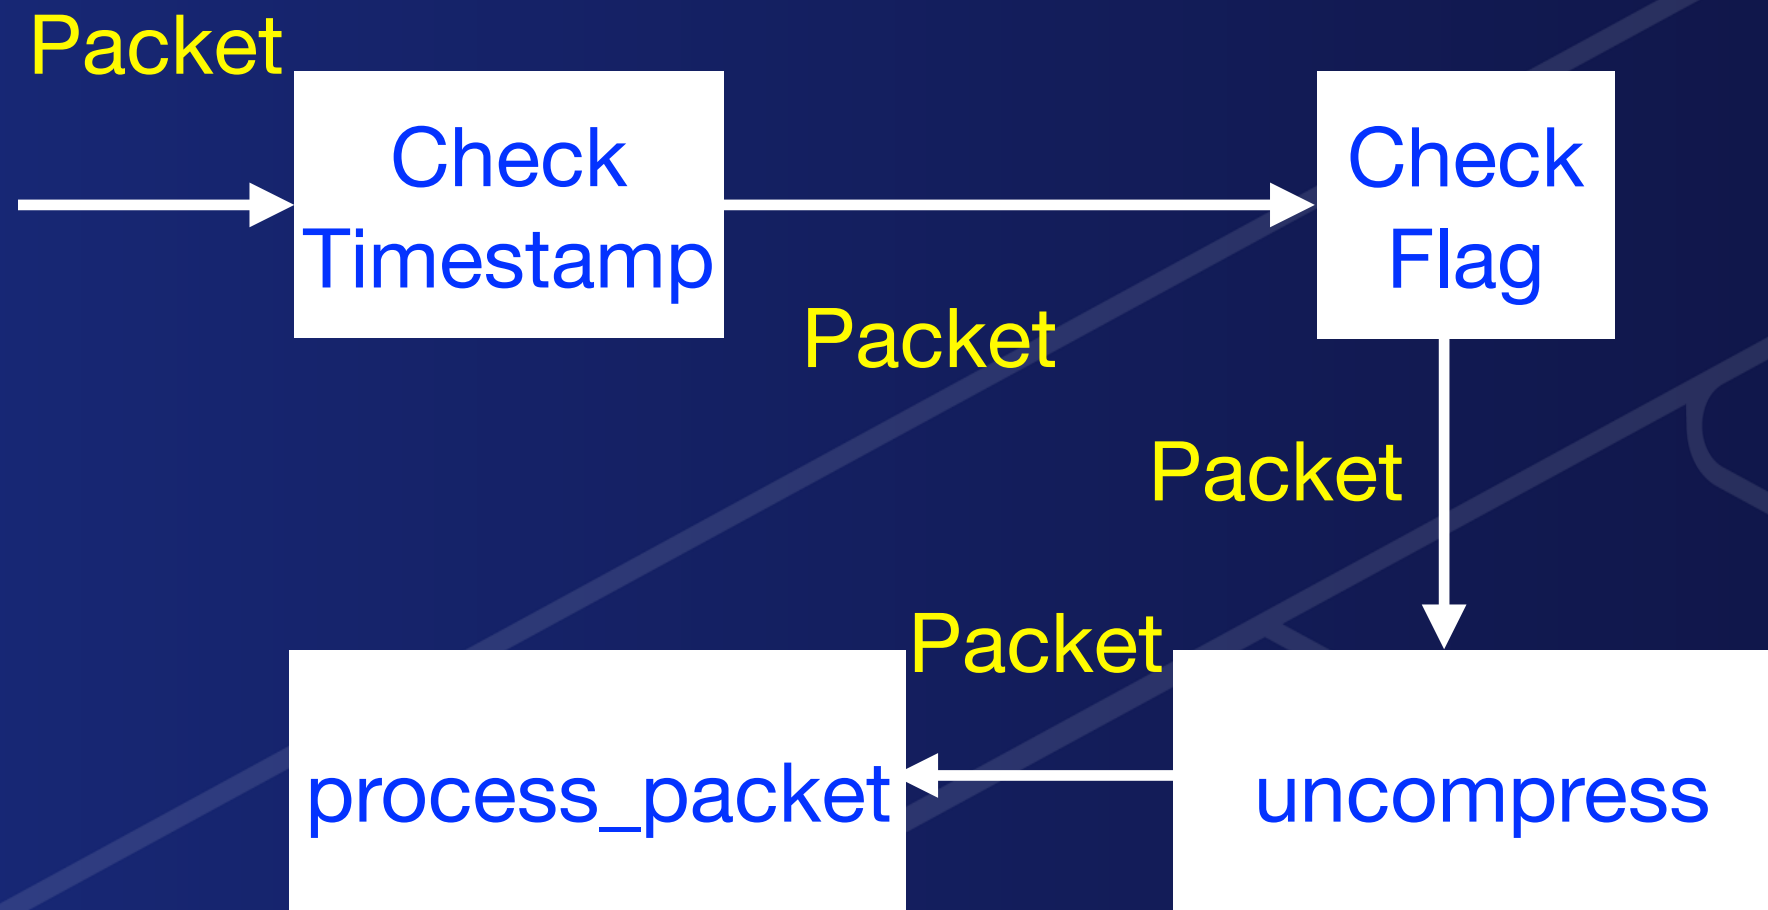 Packet
Check
Timestamp
Check
Flag
Packet
Packet
Packet
process_packet
uncompress